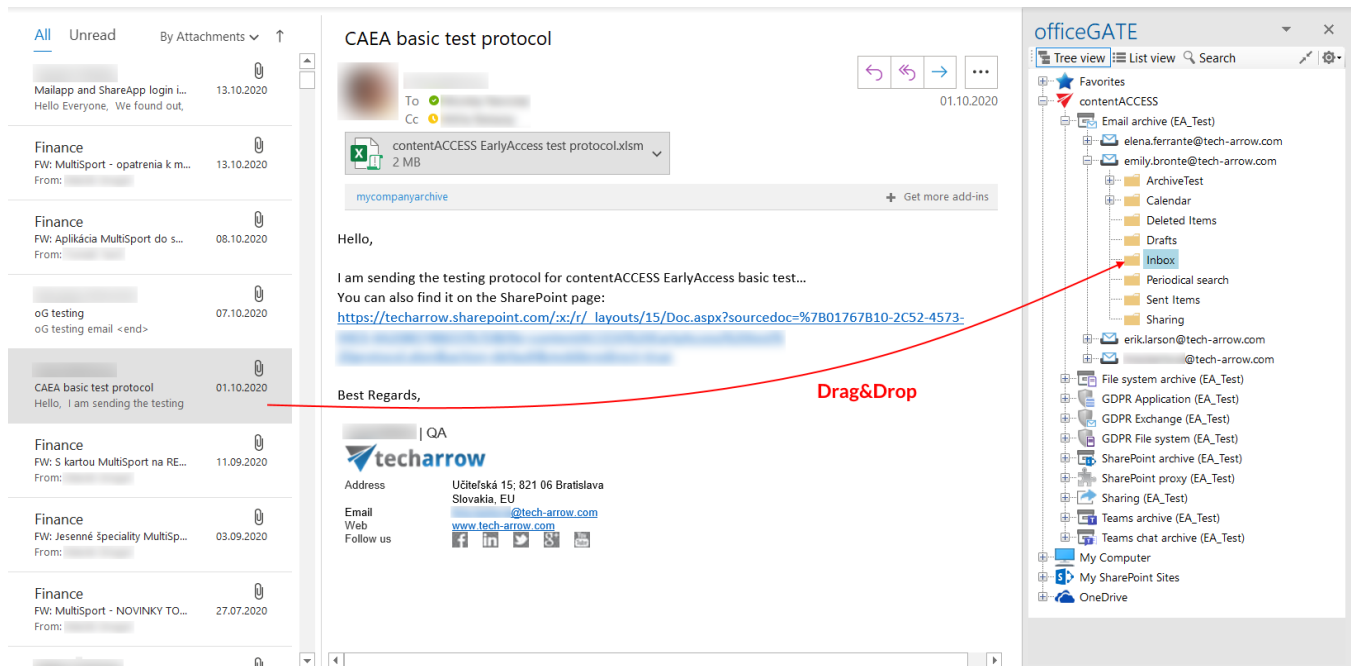 All Unread By Attachments
Mailapp and ShareApp login i... 13.10.2020
Hello Everyone, We found out,
Finance
FW: MultiSport - opatrenia k m... 13.10.2020
From:
Finance
FW: Aplikácia MultiSport do s... 08.10.2020
From:
oG testing 07.10.2020
oG testing email <end>
CAEA basic test protocol 01.10.2020
Hello, I am sending the testing
Finance
FW: S kartou MultiSport na RE... 11.09.2020
From:
Finance
FW: Jesenné špeciality MultiSp... 03.09.2020
From:
Finance
FW: MultiSport - NOVINKY TO... 27.07.2020
From:
CAEA basic test protocol
To
Cc
01.10.2020
contentACCESS EarlyAccess test protocol.xlsm
2 MB
mycompanyarchive + Get more add-ins
Hello,
I am sending the testing protocol for contentACCESS EarlyAccess basic test...
You can also find it on the SharePoint page:
https://techarrow.sharepoint.com/:x:/r/_layouts/15/Doc.aspx?sourcedoc=%7B01767B10-2C52-4573-
Best Regards,
| QA
techarrow
Address Učiteľská 15; 821 06 Bratislava
Slovakia, EU
Email @tech-arrow.com
Web www.tech-arrow.com
Follow us
Drag&Drop
officeGATE
Tree view List view Search
Favorites
contentACCESS
Email archive (EA_Test)
elena.ferrante@tech-arrow.com
emily.bronte@tech-arrow.com
ArchiveTest
Calendar
Deleted Items
Drafts
Inbox
Periodical search
Sent Items
Sharing
erik.larson@tech-arrow.com
@tech-arrow.com
File system archive (EA_Test)
GDPR Application (EA_Test)
GDPR Exchange (EA_Test)
GDPR File system (EA_Test)
SharePoint archive (EA_Test)
SharePoint proxy (EA_Test)
Sharing (EA_Test)
Teams archive (EA_Test)
Teams chat archive (EA_Test)
My Computer
My SharePoint Sites
OneDrive